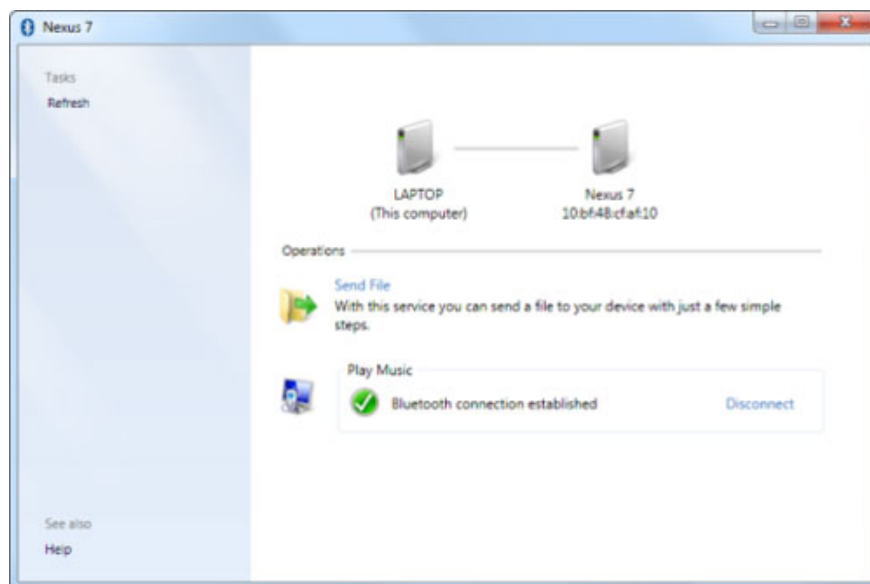 Nexus 7
Tasks
Refresh
LAPTOP
(This computer)
Nexus 7
10:bf:48:cf:af:10
Operations
Send File
With this service you can send a file to your device with just a few simple
steps.
Play Music
Bluetooth connection established
Disconnect
See also
Help